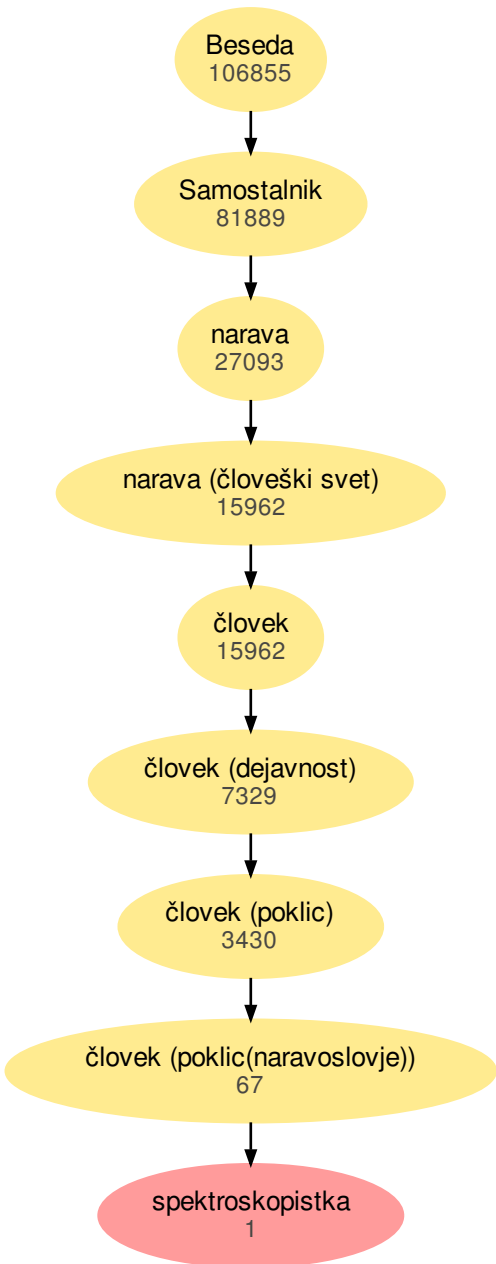 Beseda
106855
Samostalnik
81889
narava
27093
narava (človeški svet)
15962
človek
15962
človek (dejavnost)
7329
človek (poklic)
3430
človek (poklic(naravoslovje))
67
spektroskopistka
1